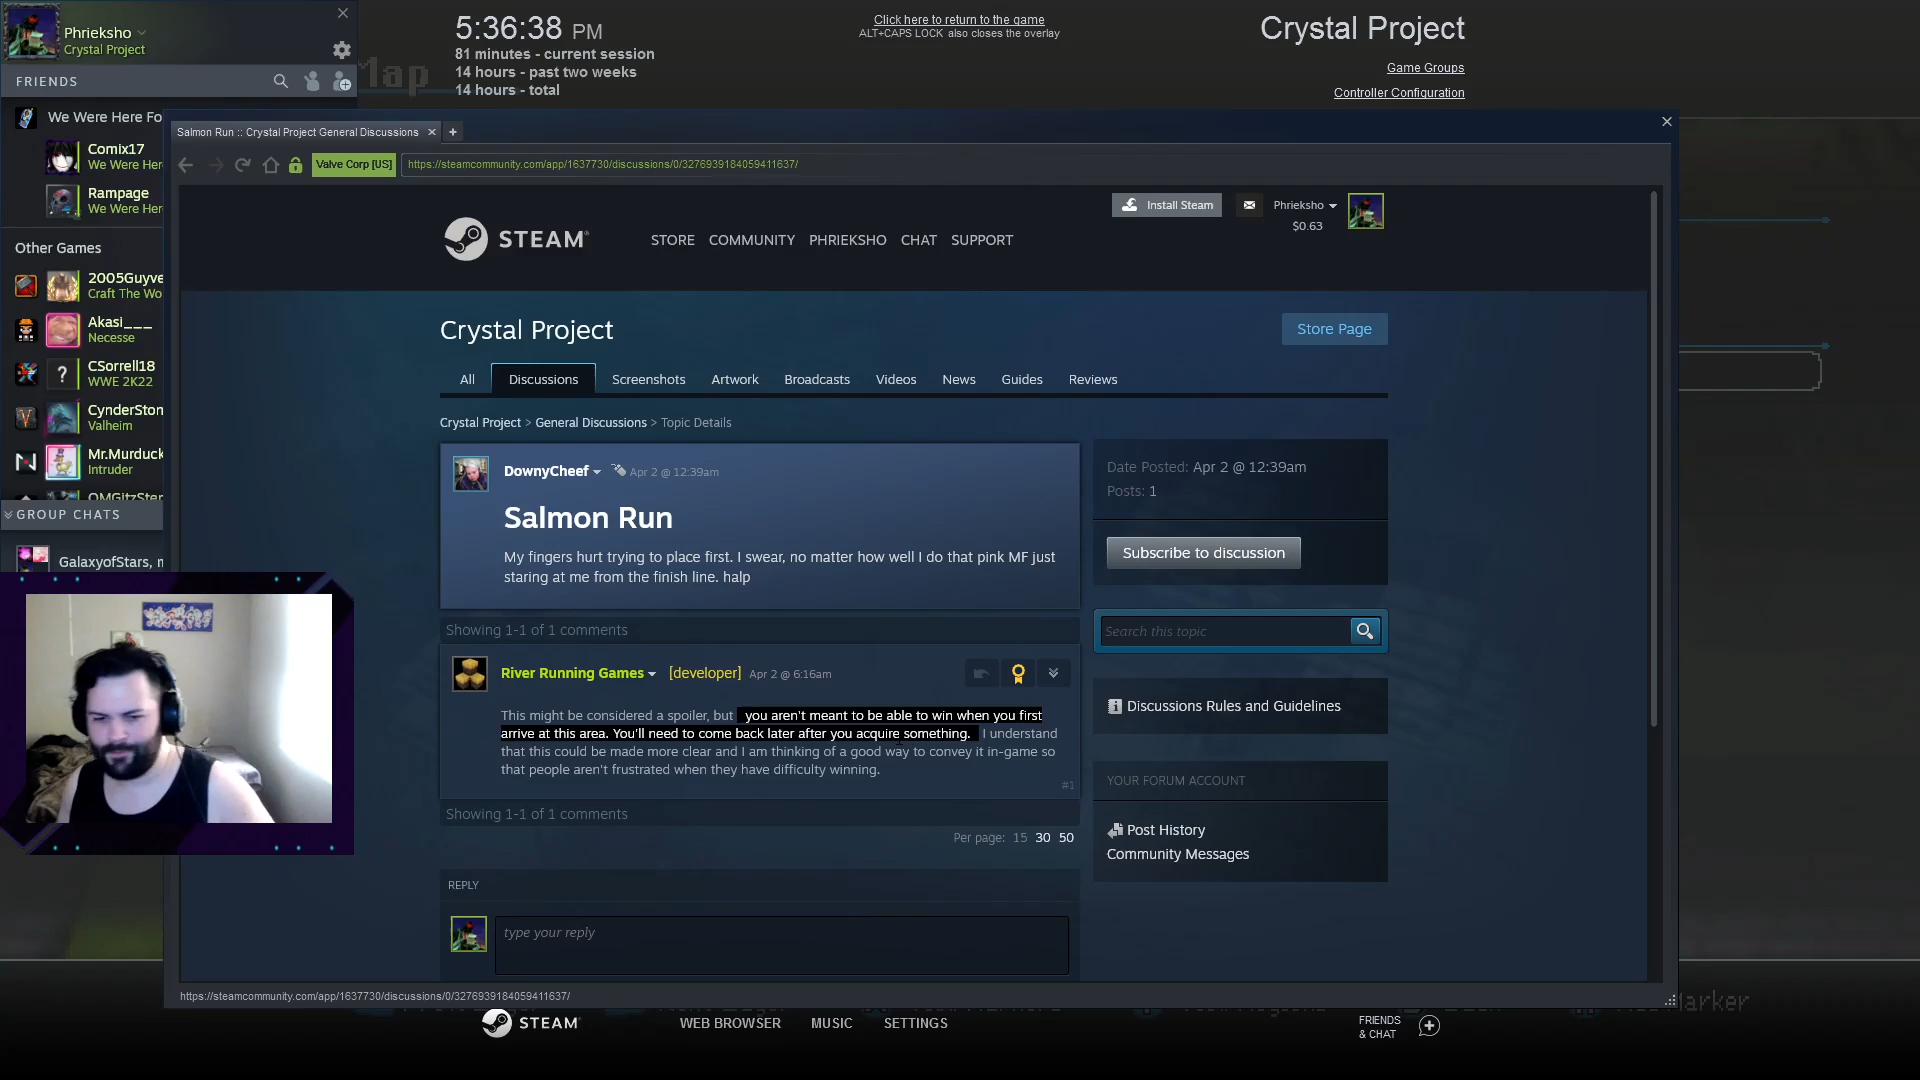 Phrieksho
Crystal Project
FRIENDS
We Were Here Fo
Comix17
We Were Her
Rampage
We Were Her
Other Games
2005Guyve
Craft The Wo
Akasi___
Necesse
CSorrell18
?
WWE 2K22
CynderSton
Valheim
Mr.Murduck
Intruder
OMGitzSter
GROUP CHATS
GalaxyofStars, m
Map
5:36:38 PM
81 minutes - current session
14 hours - past two weeks
14 hours - total
Click here to return to the game
ALT+CAPS LOCK also closes the overlay
Crystal Project
Game Groups
Controller Configuration
Salmon Run :: Crystal Project General Discussions
Valve Corp [US]
https://steamcommunity.com/app/1637730/discussions/0/3276939184059411637/
Install Steam
Phrieksho
$0.63
STEAM
STORE COMMUNITY PHRIEKSHO CHAT SUPPORT
Crystal Project
Store Page
All Discussions Screenshots Artwork Broadcasts Videos News Guides Reviews
Crystal Project > General Discussions > Topic Details
DownyCheef Apr 2 @ 12:39am
Salmon Run
My fingers hurt trying to place first. I swear, no matter how well I do that pink MF just
staring at me from the finish line. halp
Date Posted: Apr 2 @ 12:39am
Posts: 1
Subscribe to discussion
Search this topic
Discussions Rules and Guidelines
YOUR FORUM ACCOUNT
Post History
Community Messages
Showing 1-1 of 1 comments
River Running Games [developer] Apr 2 @ 6:16am
This might be considered a spoiler, but you aren't meant to be able to win when you first
arrive at this area. You'll need to come back later after you acquire something. I understand
that this could be made more clear and I am thinking of a good way to convey it in-game so
that people aren't frustrated when they have difficulty winning.
#1
Showing 1-1 of 1 comments
Per page: 15 30 50
REPLY
type your reply
https://steamcommunity.com/app/1637730/discussions/0/3276939184059411637/
STEAM
WEB BROWSER MUSIC SETTINGS
FRIENDS
& CHAT